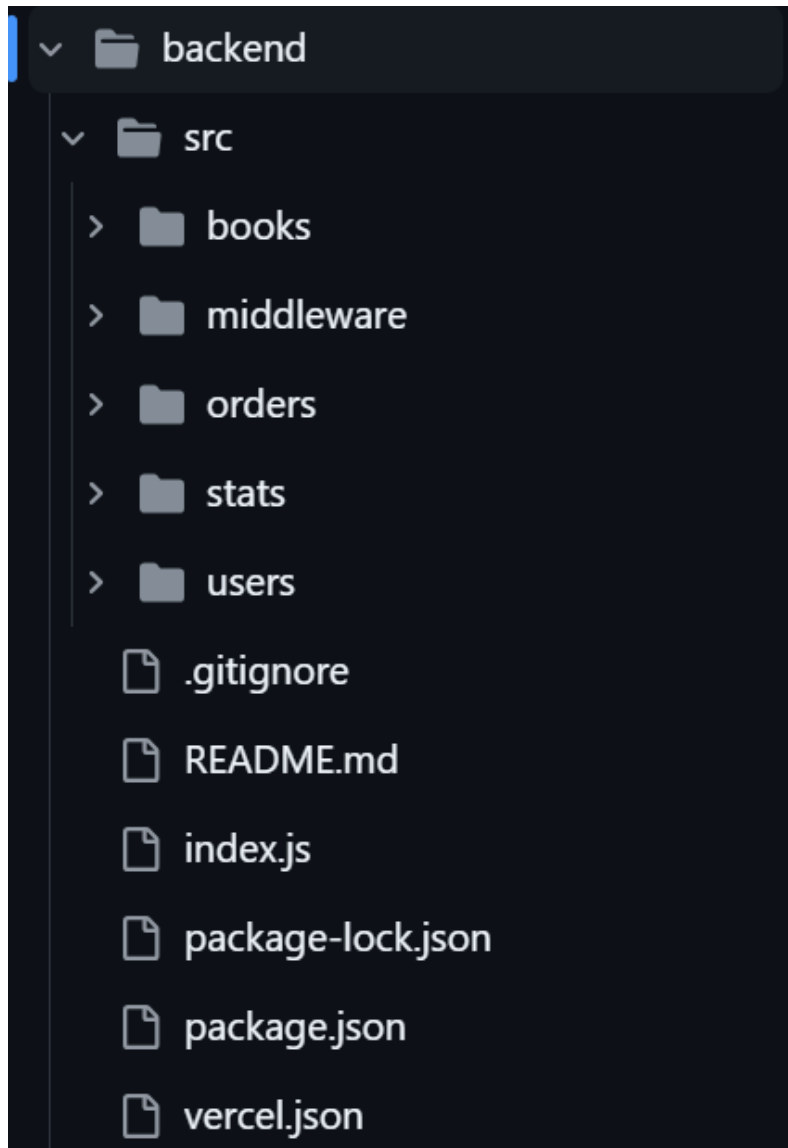 backend
src
books
middleware
orders
stats
users
.gitignore
README.md
index.js
package-lock.json
package.json
vercel.json